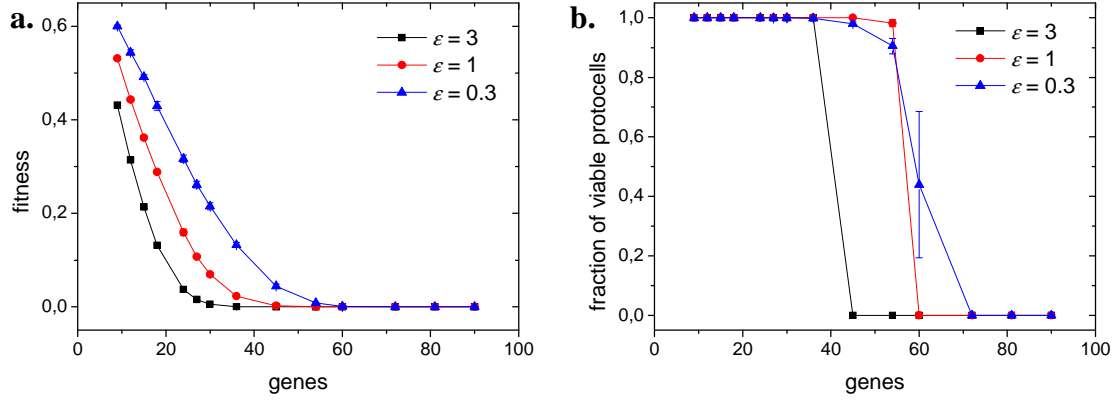 a.
0,6
0,4
0,2
0,0
fitness
0
20
40
60
80
100
genes
ε = 3
ε = 1
ε = 0.3
b.
1,0
0,8
0,6
0,4
0,2
0,0
fraction of viable protocells
0
20
40
60
80
100
genes
ε = 3
ε = 1
ε = 0.3